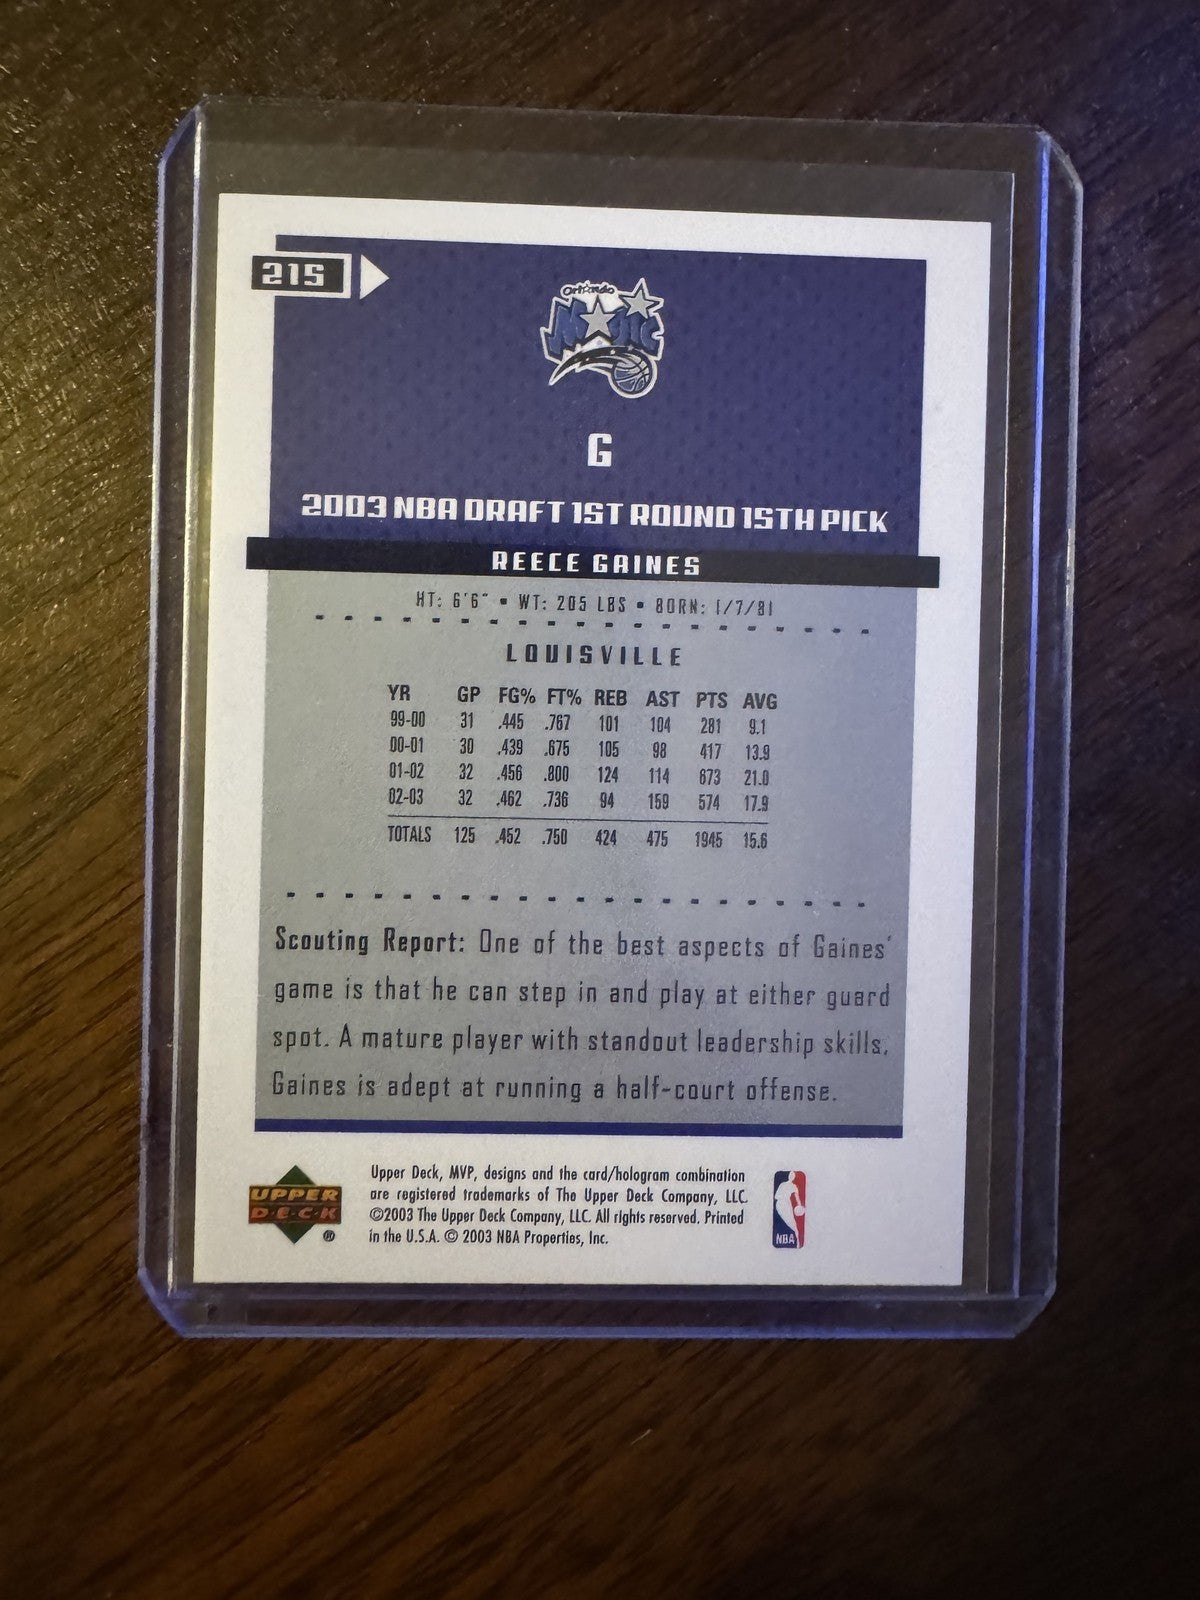 215
Orlando
MAGIC
G
2003 NBA DRAFT 1ST ROUND 15TH PICK
REECE GAINES
HT: 6'6" • WT: 205 LBS • BORN: 1/7/81
LOUISVILLE
YR GP FG% FT% REB AST PTS AVG
99-00 31 .445 .767 101 104 281 9.1
00-01 30 .439 .675 105 98 417 13.9
01-02 32 .456 .800 124 114 673 21.0
02-03 32 .462 .736 94 159 574 17.9
TOTALS 125 .452 .750 424 475 1945 15.6
Scouting Report: One of the best aspects of Gaines'
game is that he can step in and play at either guard
spot. A mature player with standout leadership skills,
Gaines is adept at running a half-court offense.
UPPER
D·E·C·K
®
Upper Deck, MVP, designs and the card/hologram combination
are registered trademarks of The Upper Deck Company, LLC.
©2003 The Upper Deck Company, LLC. All rights reserved. Printed
in the U.S.A. © 2003 NBA Properties, Inc.
NBA